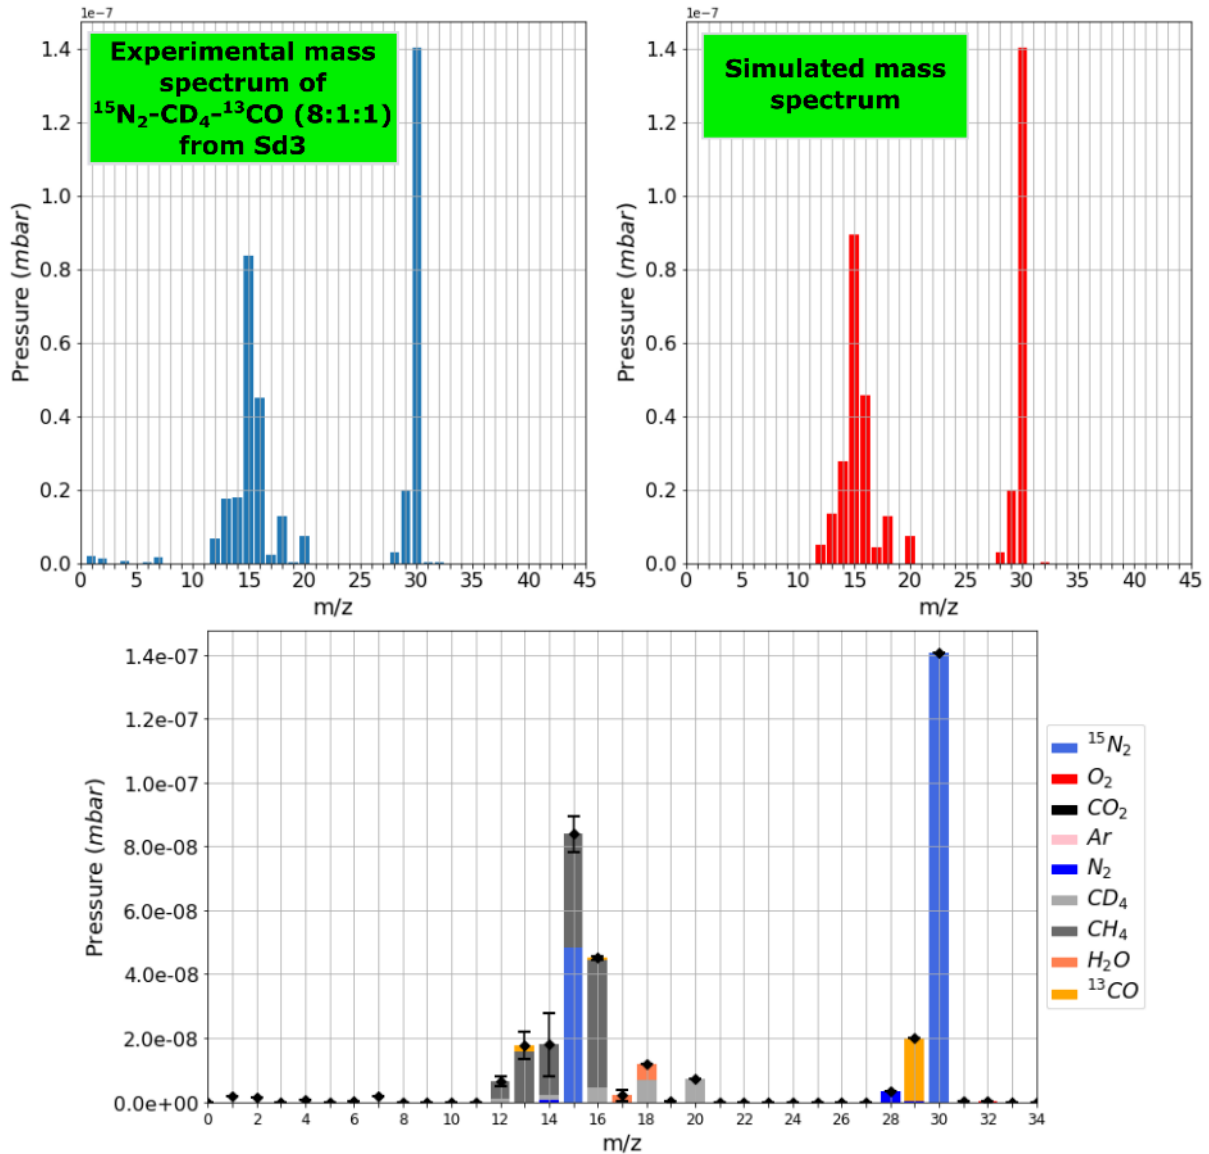 1e−7
Experimental mass
spectrum of
¹⁵N₂-CD₄-¹³CO (8:1:1)
from Sd3
1.4
1.2
1.0
0.8
0.6
0.4
0.2
0.0
Pressure (mbar)
0 5 10 15 20 25 30 35 40 45
m/z
1e−7
Simulated mass
spectrum
1.4
1.2
1.0
0.8
0.6
0.4
0.2
0.0
Pressure (mbar)
0 5 10 15 20 25 30 35 40 45
m/z
1.4e-07
1.2e-07
1.0e-07
8.0e-08
6.0e-08
4.0e-08
2.0e-08
0.0e+00
Pressure (mbar)
0 2 4 6 8 10 12 14 16 18 20 22 24 26 28 30 32 34
m/z
¹⁵N₂
O₂
CO₂
Ar
N₂
CD₄
CH₄
H₂O
¹³CO